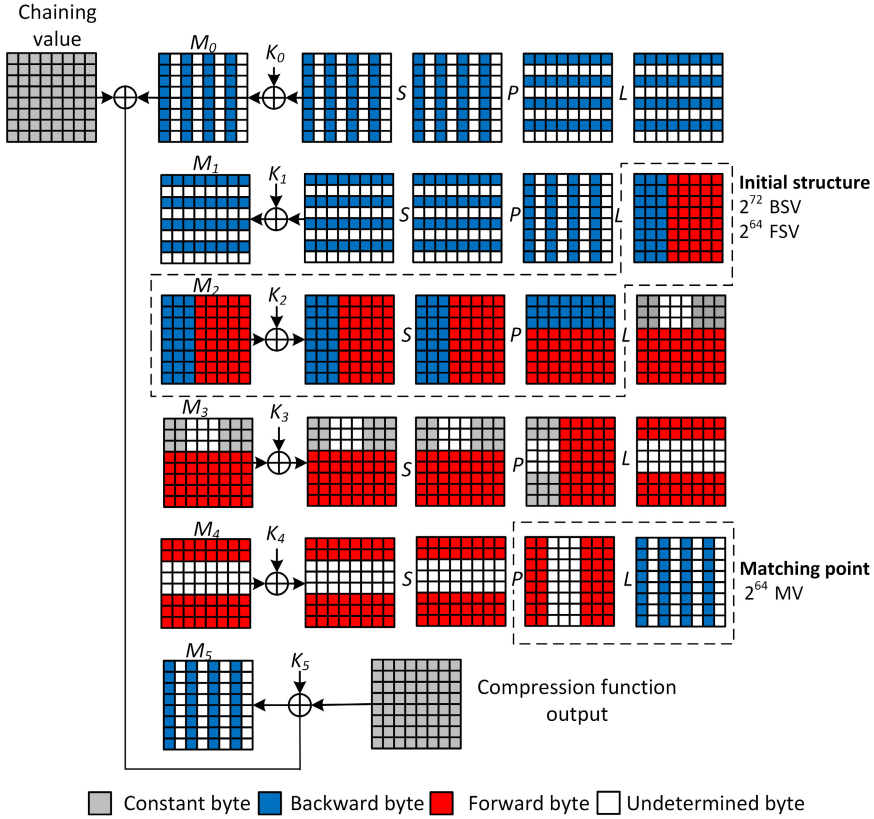 Chaining
value
M0
K0
S
P
L
M1
K1
S
P
L
Initial structure
2^72 BSV
2^64 FSV
M2
K2
S
P
L
M3
K3
S
P
L
M4
K4
S
P
L
Matching point
2^64 MV
M5
K5
Compression function
output
Constant byte Backward byte Forward byte Undetermined byte